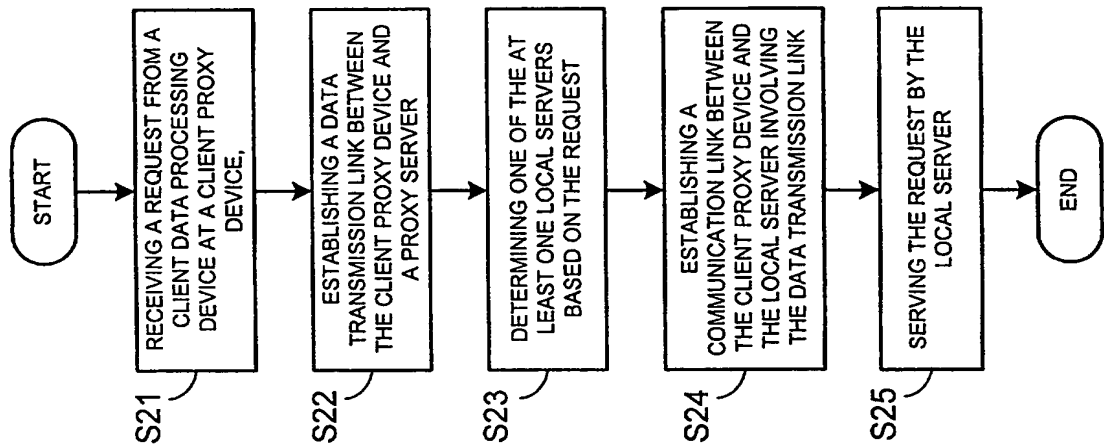 START
S21
RECEIVING A REQUEST FROM A
CLIENT DATA PROCESSING
DEVICE AT A CLIENT PROXY
DEVICE,
S22
ESTABLISHING A DATA
TRANSMISSION LINK BETWEEN
THE CLIENT PROXY DEVICE AND
A PROXY SERVER
S23
DETERMINING ONE OF THE AT
LEAST ONE LOCAL SERVERS
BASED ON THE REQUEST
S24
ESTABLISHING A
COMMUNICATION LINK BETWEEN
THE CLIENT PROXY DEVICE AND
THE LOCAL SERVER INVOLVING
THE DATA TRANSMISSION LINK
S25
SERVING THE REQUEST BY THE
LOCAL SERVER
END